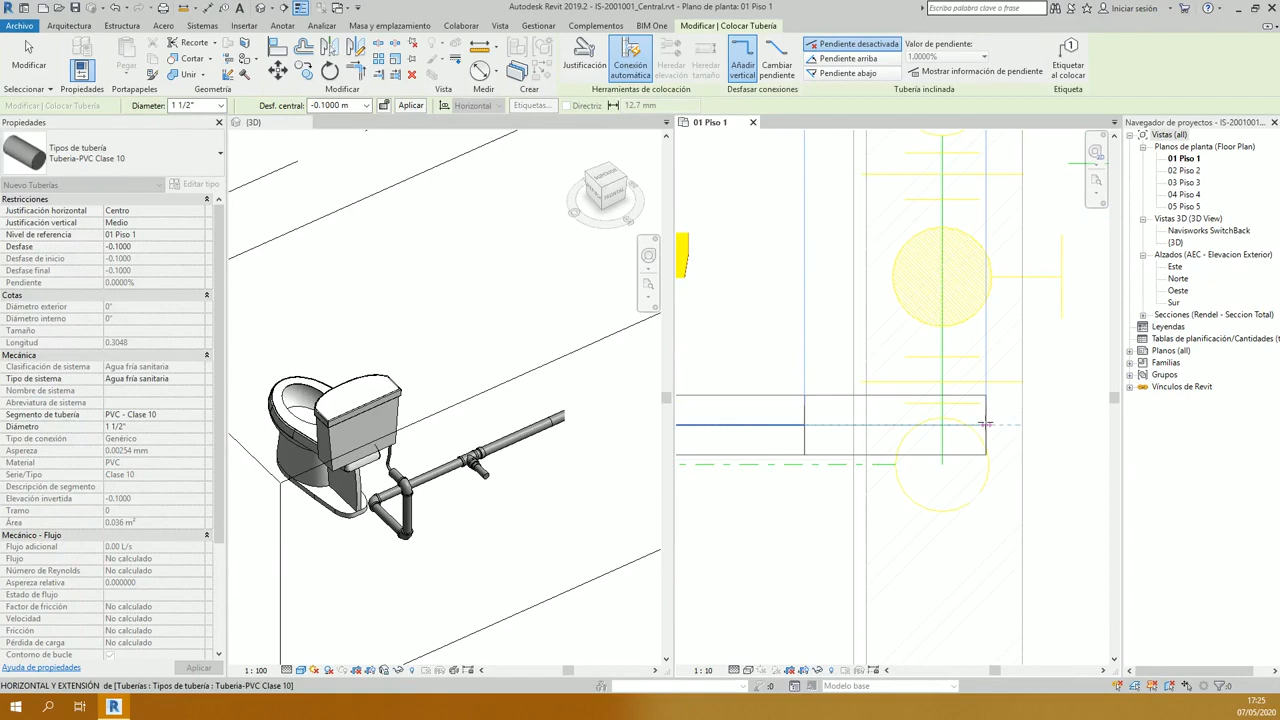 Autodesk Revit 2019.2 - IS-2001001_Central.rvt - Plano de planta: 01 Piso 1
Escribir palabra clave o frase
Iniciar sesión
Archivo Arquitectura Estructura Acero Sistemas Insertar Anotar Analizar Masa y emplazamiento Colaborar Vista Gestionar Complementos BIM One Modificar | Colocar Tubería
Modificar
Propiedades
Pegar
Recorte
Cortar
Unir
Justificación
Conexión automática
Heredar elevación
Heredar tamaño
Añadir vertical
Cambiar pendiente
Pendiente desactivada
Pendiente arriba
Pendiente abajo
Valor de pendiente:
1.0000%
Mostrar información de pendiente
Etiquetar al colocar
Seleccionar Propiedades Portapapeles Geometría Modificar Vista Medir Crear Herramientas de colocación Desfasar conexiones Tubería inclinada Etiqueta
Modificar | Colocar Tubería Diámetro: 1 1/2" Desf. central: -0.1000 m Aplicar Horizontal Etiquetas... Directriz 12.7 mm
Propiedades
Tipos de tubería
Tuberia-PVC Clase 10
Nuevo Tuberías
Editar tipo
Restricciones
Justificación horizontal Centro
Justificación vertical Medio
Nivel de referencia 01 Piso 1
Desfase -0.1000
Desfase de inicio -0.1000
Desfase final -0.1000
Pendiente 0.0000%
Cotas
Diámetro exterior 0"
Diámetro interno 0"
Tamaño
Longitud 0.3048
Mecánica
Clasificación de sistema Agua fría sanitaria
Tipo de sistema Agua fría sanitaria
Nombre de sistema
Abreviatura de sistema
Segmento de tubería PVC - Clase 10
Diámetro 1 1/2"
Tipo de conexión Genérico
Aspereza 0.00254 mm
Material PVC
Serie/Tipo Clase 10
Descripción de segmento
Elevación invertida -0.1000
Tramo 0
Área 0.036 m²
Mecánico - Flujo
Flujo adicional 0.00 L/s
Flujo No calculado
Número de Reynolds No calculado
Aspereza relativa 0.000000
Estado de flujo
Factor de fricción No calculado
Velocidad No calculado
Fricción No calculado
Pérdida de carga No calculado
Contorno de bucle
Ayuda de propiedades
Aplicar
{3D}
01 Piso 1
1 : 100
1 : 10
Navegador de proyectos - IS-2001001...
Vistas (all)
Planos de planta (Floor Plan)
01 Piso 1
02 Piso 2
03 Piso 3
04 Piso 4
05 Piso 5
Vistas 3D (3D View)
Navisworks SwitchBack
{3D}
Alzados (AEC - Elevacion Exterior)
Este
Norte
Oeste
Sur
Secciones (Rendel - Seccion Total)
Leyendas
Tablas de planificación/Cantidades (
Planos (all)
Familias
Grupos
Vínculos de Revit
HORIZONTAL Y EXTENSIÓN de [Tuberías : Tipos de tubería : Tuberia-PVC Clase 10]
:0
Modelo base
:0
17:25
07/05/2020